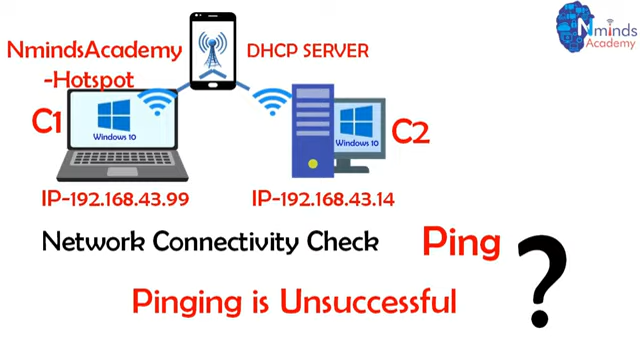 Nminds
Academy
NmindsAcademy
-Hotspot
DHCP SERVER
C1
Windows 10
Windows 10
C2
IP-192.168.43.99
IP-192.168.43.14
Network Connectivity Check
Ping
?
Pinging is Unsuccessful